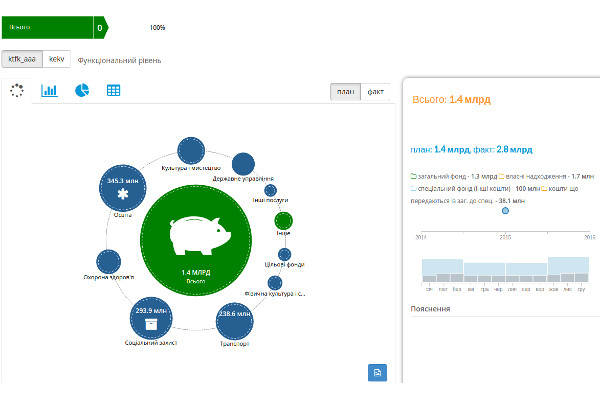 Всього 0 100%
ktfk_aaa kekv Функціональний рівень
план факт
Всього: 1.4 млрд
план: 1.4 млрд, факт: 2.8 млрд
загальний фонд - 1.3 млрд власні надходження - 1.7 млн
спеціальний фонд (інші кошти) - 100 млн кошти що
передаються із заг. до спец. - 38.1 млн
2014 2015 2016
січ лют бер кві тра чер лип сер вер жов лис гру
Пояснення
Культура і мистецтво
Державне управління
345.3 млн
Освіта
Інші послуги
Інше
1.4 МЛРД
Всього
Цільові фонди
Охорона здоров'я
Фізична культура і с...
293.9 млн
Соціальний захист
238.6 млн
Транспорт